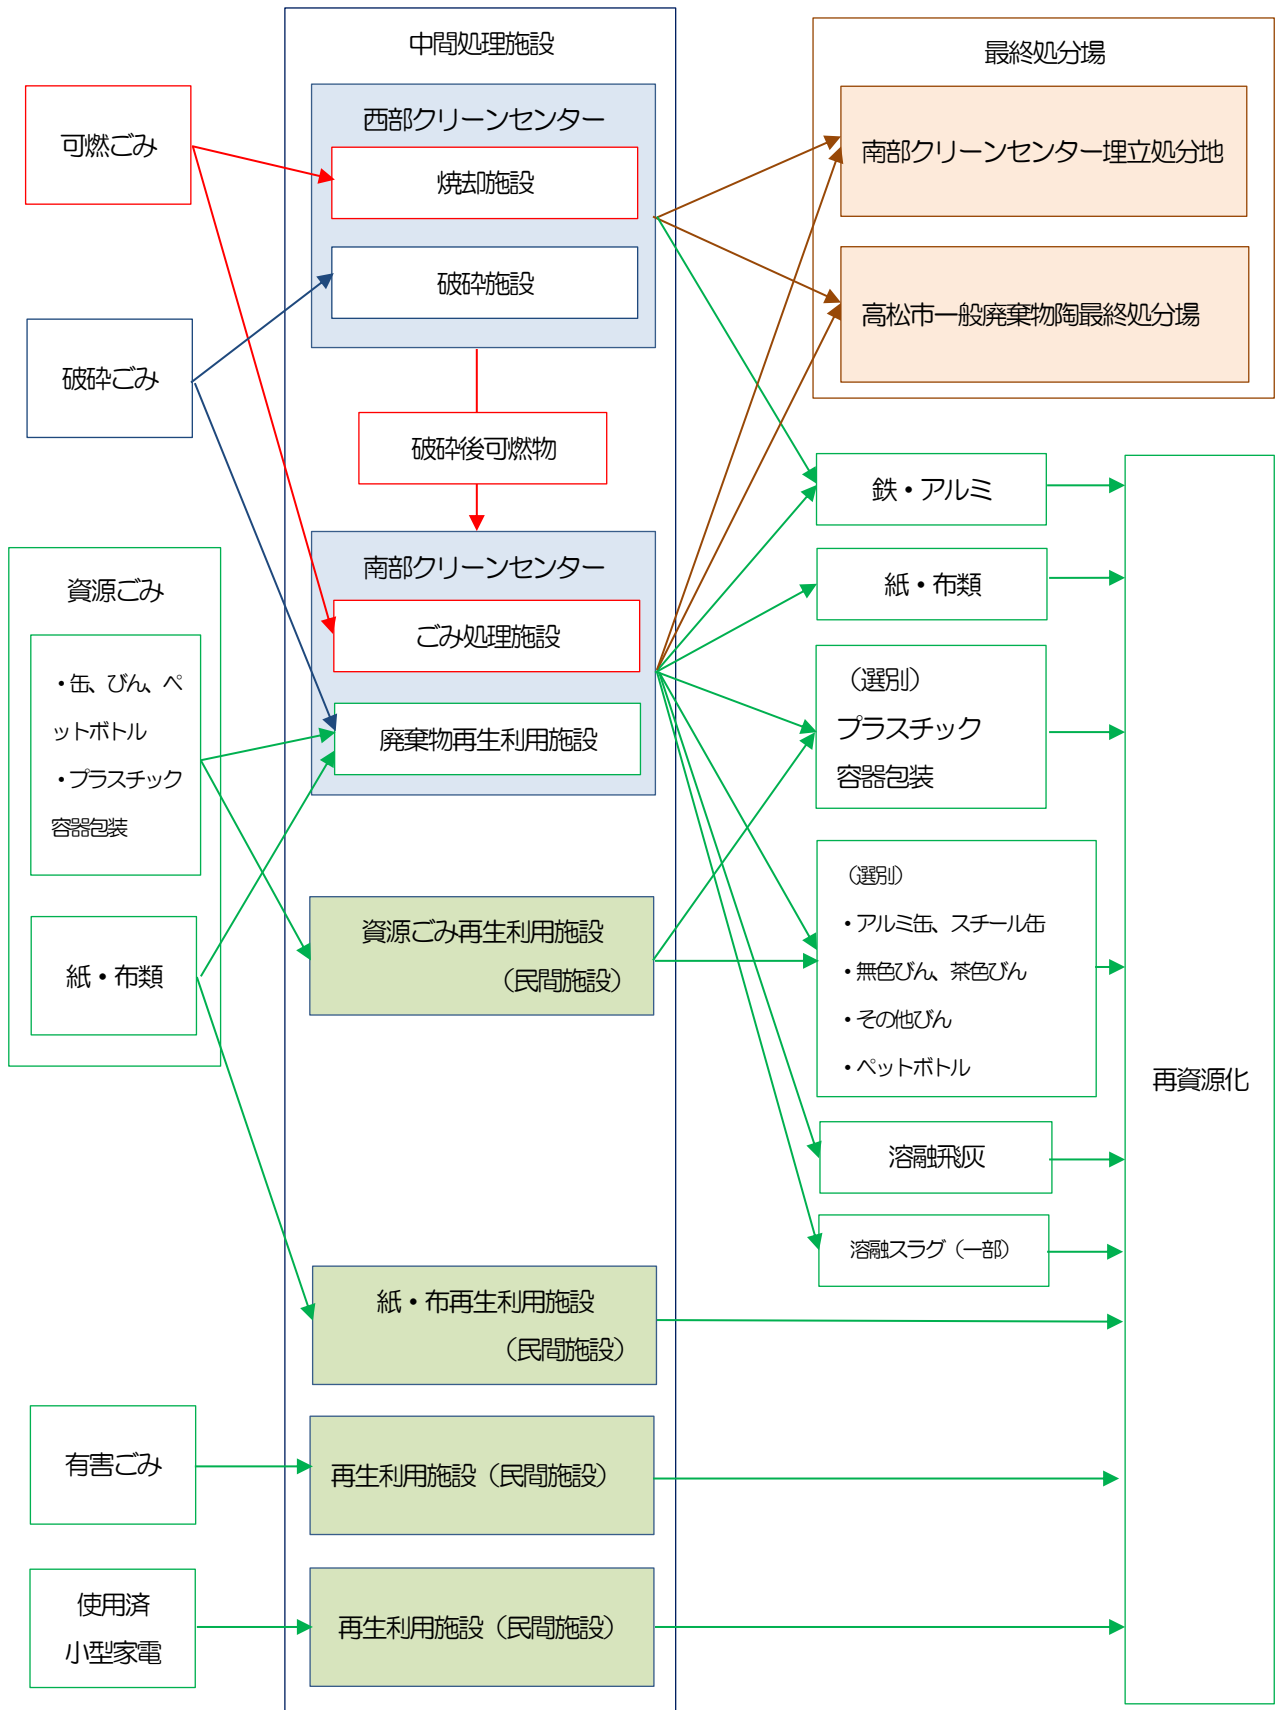 中間処理施設
最終処分場
可燃ごみ
西部クリーンセンター
焼却施設
破砕施設
南部クリーンセンター埋立処分地
高松市一般廃棄物陶最終処分場
破砕ごみ
破砕後可燃物
鉄・アルミ
南部クリーンセンター
ごみ処理施設
廃棄物再生利用施設
紙・布類
資源ごみ
・缶、びん、ペ
ットボトル
・プラスチック
容器包装
（選別）
プラスチック
容器包装
紙・布類
資源ごみ再生利用施設
（民間施設）
（選別）
・アルミ缶、スチール缶
・無色びん、茶色びん
・その他びん
・ペットボトル
再資源化
溶融飛灰
溶融スラグ（一部）
紙・布再生利用施設
（民間施設）
有害ごみ
再生利用施設（民間施設）
使用済
小型家電
再生利用施設（民間施設）